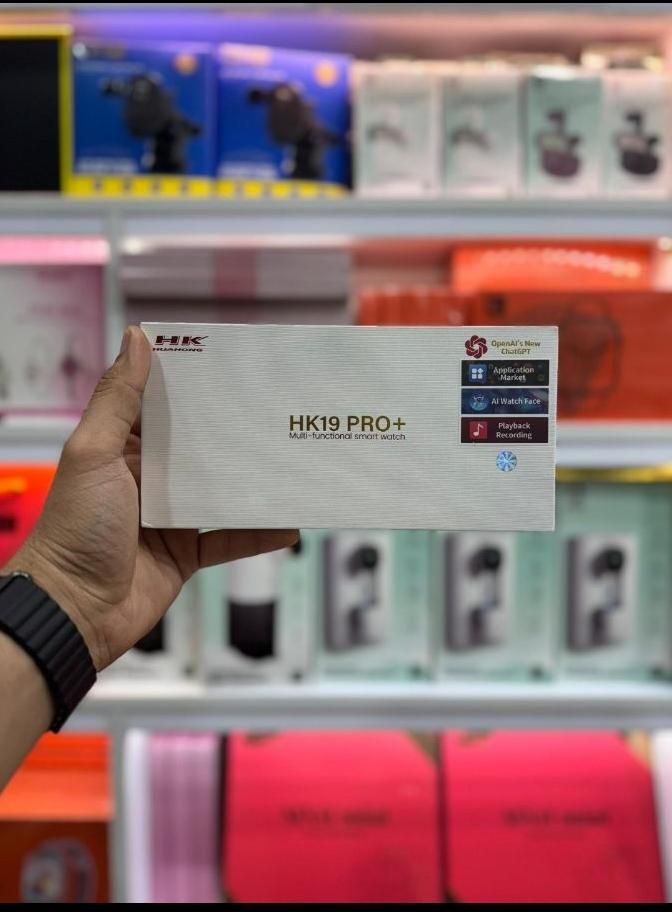 HK
HUAHONG
OpenAI's New
ChatGPT
Application
Market
AI Watch Face
Playback
Recording
HK19 PRO+
Multi-functional smart watch